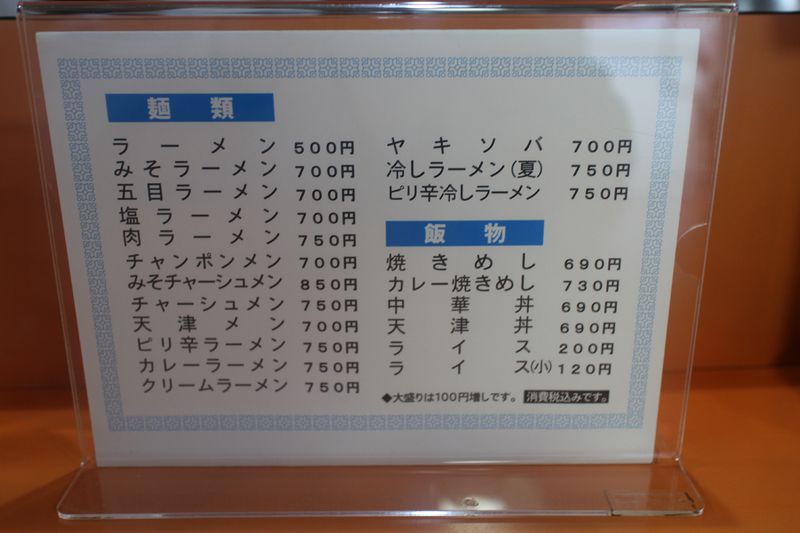 麺類
ラーメン 500円
みそラーメン 700円
五目ラーメン 700円
塩ラーメン 700円
肉ラーメン 750円
チャンポンメン 700円
みそチャーシュメン 850円
チャーシュメン 750円
天津メン 700円
ピリ辛ラーメン 750円
カレーラーメン 750円
クリームラーメン 750円
ヤキソバ 700円
冷しラーメン(夏) 750円
ピリ辛冷しラーメン 750円
飯物
焼きめし 690円
カレー焼きめし 730円
中華丼 690円
天津丼 690円
ライス 200円
ライス(小) 120円
◆大盛りは100円増しです。 消費税込みです。